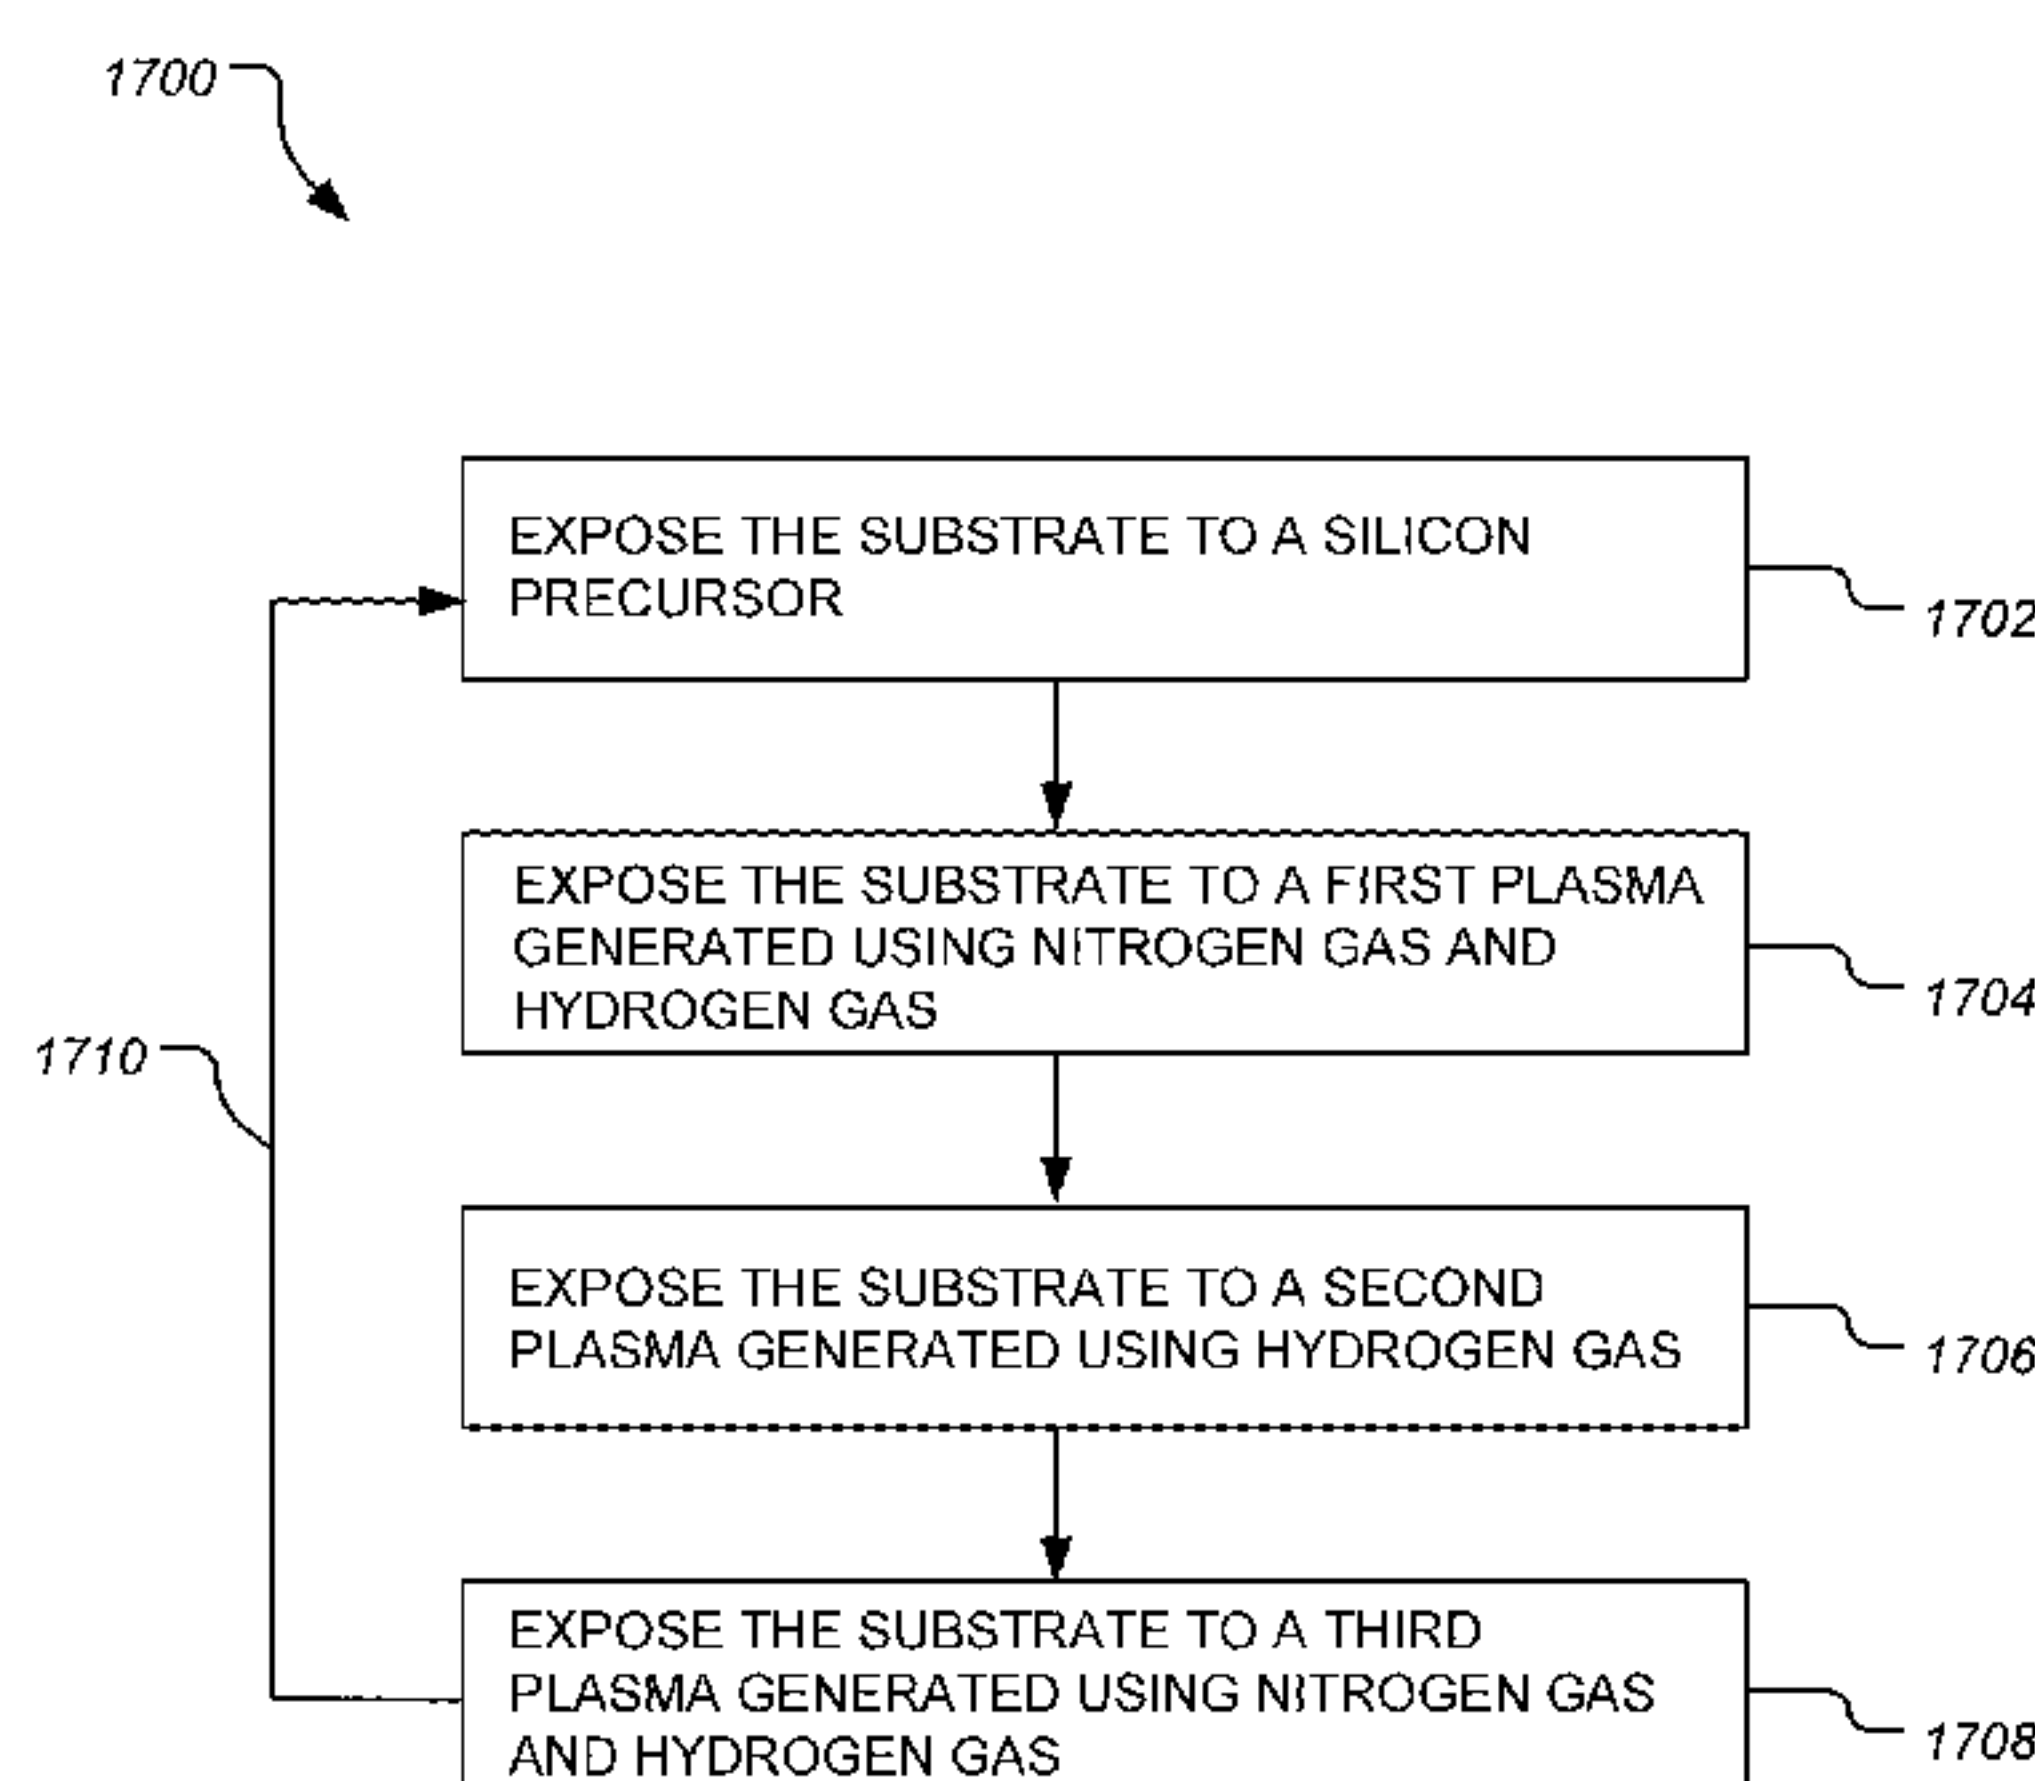 1700
EXPOSE THE SUBSTRATE TO A SILICON
PRECURSOR
1702
EXPOSE THE SUBSTRATE TO A FIRST PLASMA
GENERATED USING NITROGEN GAS AND
HYDROGEN GAS
1704
1710
EXPOSE THE SUBSTRATE TO A SECOND
PLASMA GENERATED USING HYDROGEN GAS
1706
EXPOSE THE SUBSTRATE TO A THIRD
PLASMA GENERATED USING NITROGEN GAS
AND HYDROGEN GAS
1708